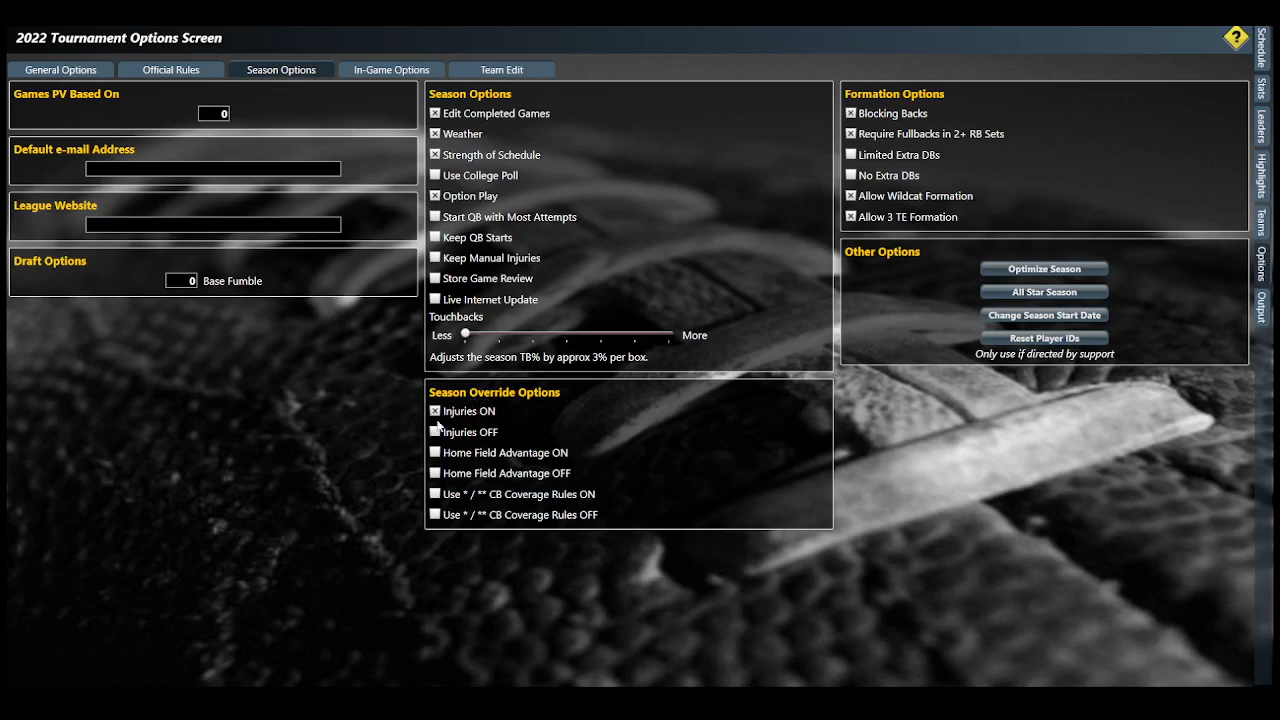 2022 Tournament Options Screen
?
General Options
Official Rules
Season Options
In-Game Options
Team Edit
Games PV Based On
0
Default e-mail Address
League Website
Draft Options
0 Base Fumble
Season Options
Edit Completed Games
Weather
Strength of Schedule
Use College Poll
Option Play
Start QB with Most Attempts
Keep QB Starts
Keep Manual Injuries
Store Game Review
Live Internet Update
Touchbacks
Less More
Adjusts the season TB% by approx 3% per box.
Season Override Options
Injuries ON
Injuries OFF
Home Field Advantage ON
Home Field Advantage OFF
Use * / ** CB Coverage Rules ON
Use * / ** CB Coverage Rules OFF
Formation Options
Blocking Backs
Require Fullbacks in 2+ RB Sets
Limited Extra DBs
No Extra DBs
Allow Wildcat Formation
Allow 3 TE Formation
Other Options
Optimize Season
All Star Season
Change Season Start Date
Reset Player IDs
Only use if directed by support
Schedule
Stats
Leaders
Highlights
Teams
Options
Output